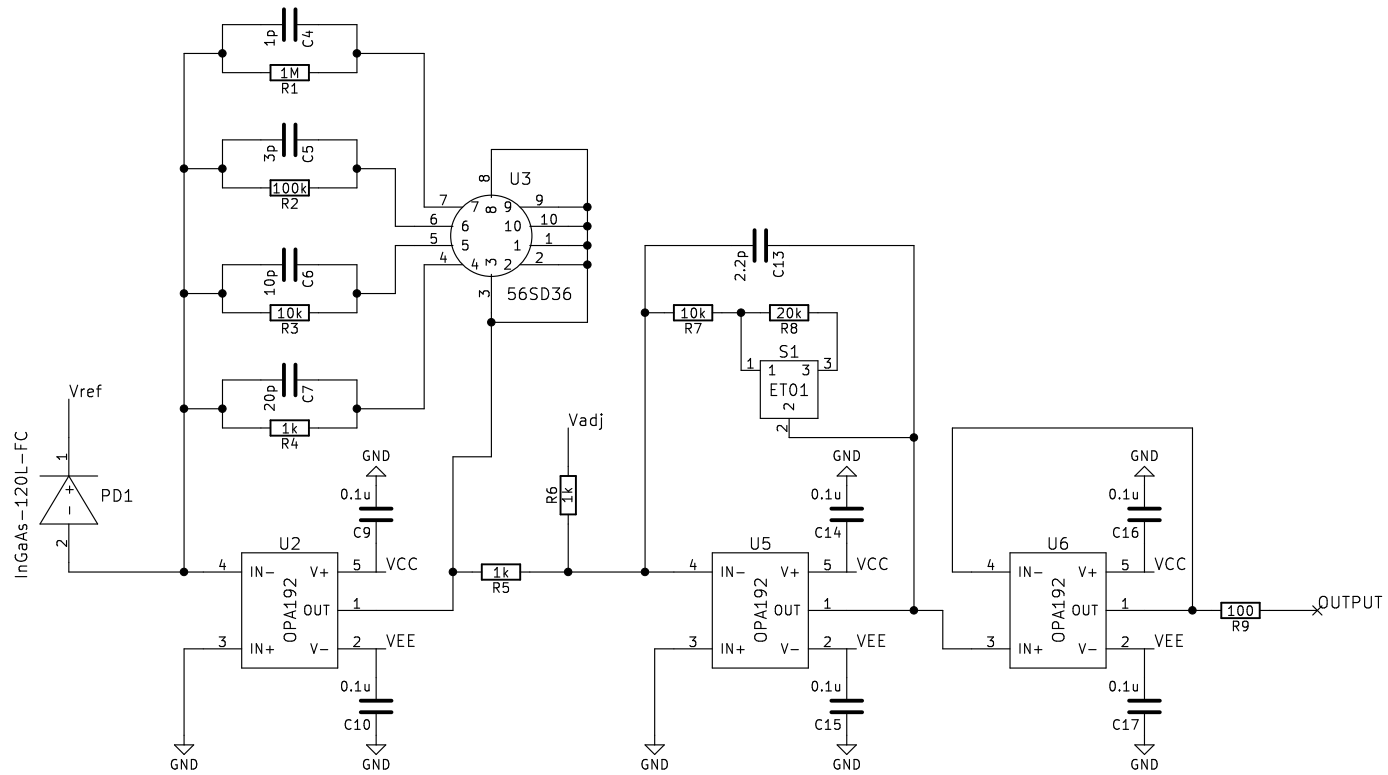 1p
C4
1M
R1
3p
C5
100k
R2
8
U3
7
7 8 9
9
6
6
10
10
5
5
1
1
4
4 3 2
2
3
56SD36
10p
C6
10k
R3
20p
C7
1k
R4
2.2p
C13
10k
R7
20k
R8
S1
1
1 3
3
ET01
2
2
Vref
1
+
-
2
PD1
InGaAs-120L-FC
Vadj
R6
1k
GND
0.1u
C9
U2
4
IN-
V+
5
VCC
OPA192
OUT
1
3
IN+
V-
2
VEE
0.1u
C10
GND
GND
1k
R5
GND
0.1u
C14
U5
4
IN-
V+
5
VCC
OPA192
OUT
1
3
IN+
V-
2
VEE
0.1u
C15
GND
GND
GND
0.1u
C16
U6
4
IN-
V+
5
VCC
OPA192
OUT
1
3
IN+
V-
2
VEE
0.1u
C17
GND
100
R9
OUTPUT